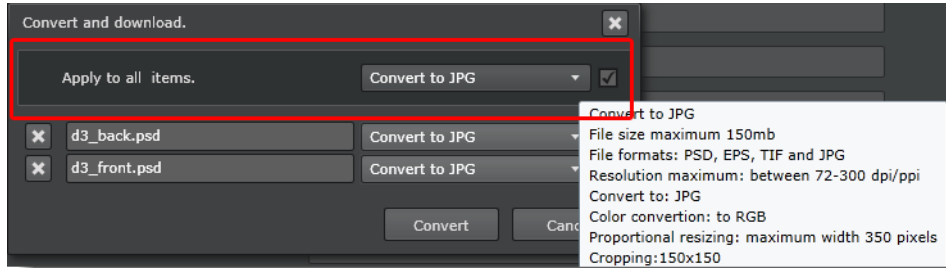 Convert and download.
Apply to all items.
Convert to JPG
d3_back.psd
Convert to JPG
d3_front.psd
Convert to JPG
Convert
Canc
Convert to JPG
File size maximum 150mb
File formats: PSD, EPS, TIF and JPG
Resolution maximum: between 72-300 dpi/ppi
Convert to: JPG
Color convertion: to RGB
Proportional resizing: maximum width 350 pixels
Cropping:150x150